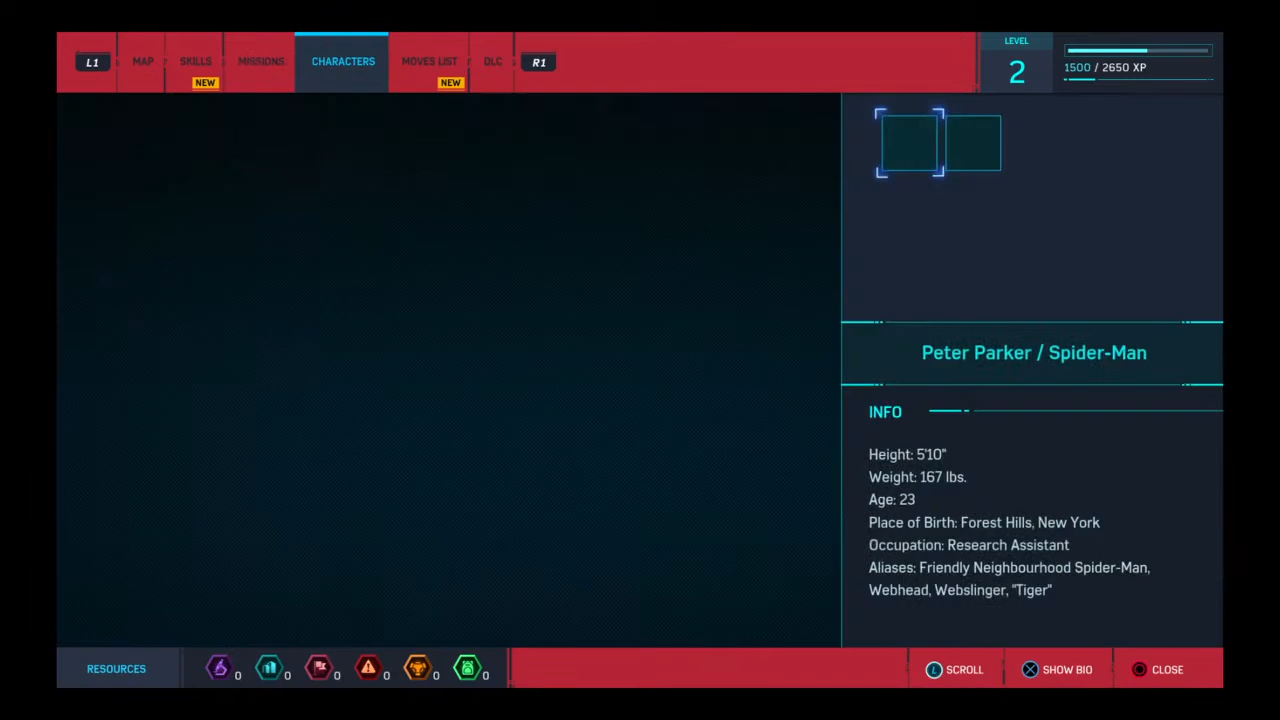 L1 MAP SKILLS MISSIONS CHARACTERS MOVES LIST DLC R1
NEW NEW
LEVEL
2
1500 / 2650 XP
Peter Parker / Spider-Man
INFO
Height: 5'10"
Weight: 167 lbs.
Age: 23
Place of Birth: Forest Hills, New York
Occupation: Research Assistant
Aliases: Friendly Neighbourhood Spider-Man,
Webhead, Webslinger, "Tiger"
RESOURCES 0 0 0 0 0 0 L SCROLL SHOW BIO CLOSE